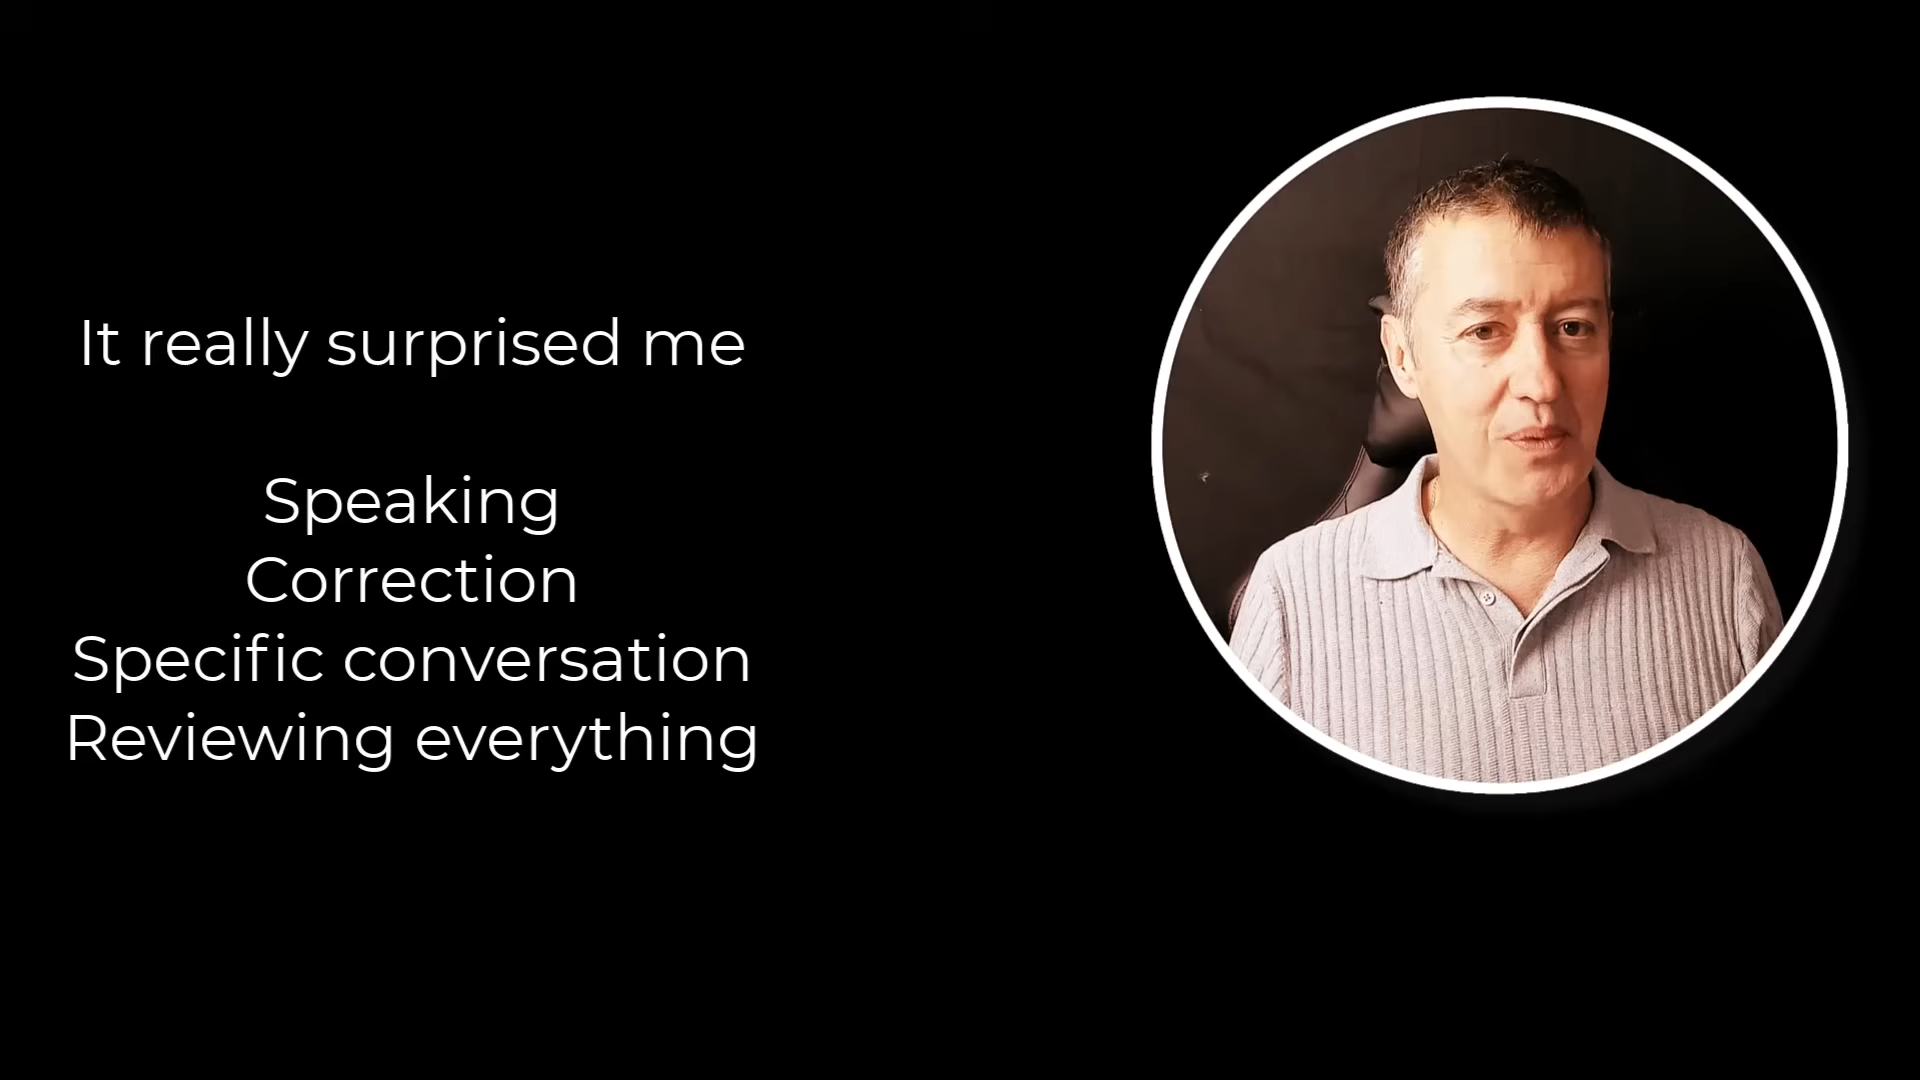 It really surprised me
Speaking
Correction
Specific conversation
Reviewing everything